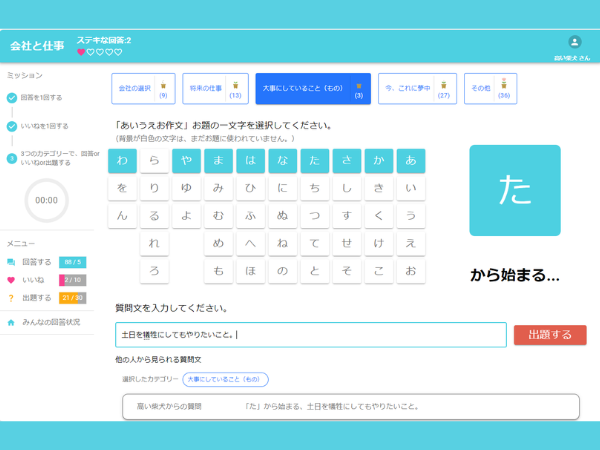 会社と仕事
ステキな回答:2
高い柴犬 さん
ミッション
回答を1回する
いいねを1回する
3
3つのカテゴリーで、回答or
いいねor出題する
00:00
メニュー
回答する
88 / 5
いいね
2 / 10
出題する
21 / 30
みんなの回答状況
会社の選択
(9)
将来の仕事
(13)
大事にしていること（もの）
(3)
今、これに夢中
(27)
その他
(36)
「あいうえお作文」お題の一文字を選択してください。
(背景が白色の文字は、まだお題に使われていません。)
わ ら や ま は な た さ か あ
を り ゆ み ひ に ち し き い
ん る よ む ふ ぬ つ す く う
れ め へ ね て せ け え
ろ も ほ の と そ こ お
た
から始まる...
質問文を入力してください。
土日を犠牲にしてもやりたいこと。
出題する
他の人から見られる質問文
選択したカテゴリー
大事にしていること（もの）
高い柴犬からの質問
「た」から始まる、土日を犠牲にしてもやりたいこと。